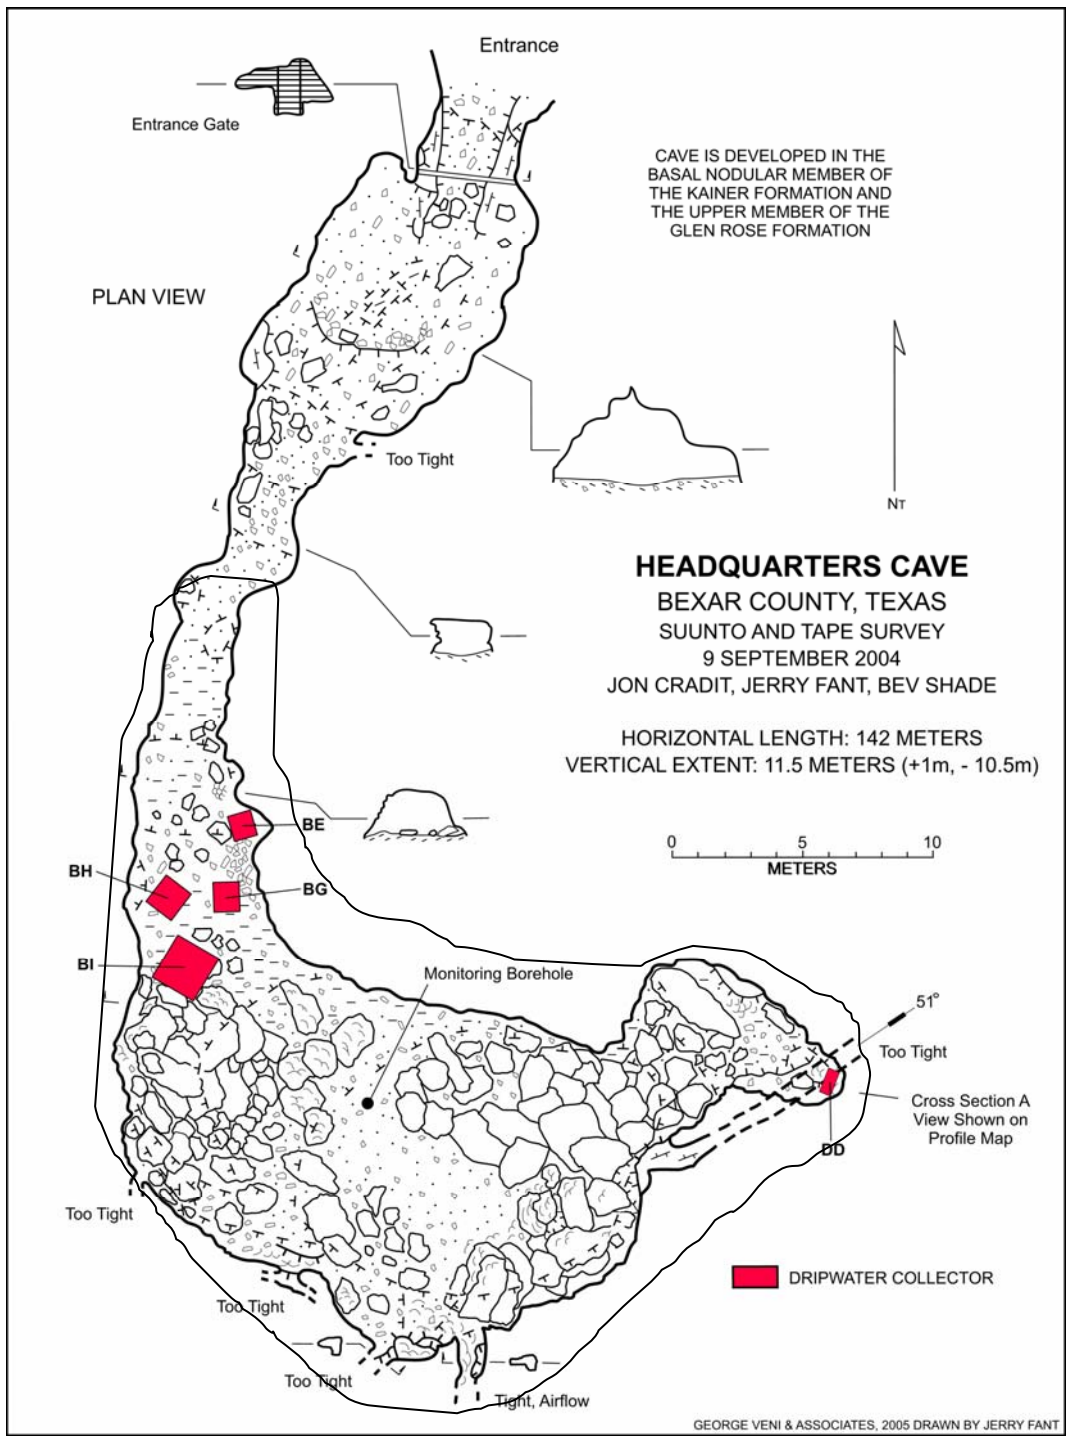 Entrance
Entrance Gate
CAVE IS DEVELOPED IN THE
BASAL NODULAR MEMBER OF
THE KAINER FORMATION AND
THE UPPER MEMBER OF THE
GLEN ROSE FORMATION
PLAN VIEW
Too Tight
NT
HEADQUARTERS CAVE
BEXAR COUNTY, TEXAS
SUUNTO AND TAPE SURVEY
9 SEPTEMBER 2004
JON CRADIT, JERRY FANT, BEV SHADE
HORIZONTAL LENGTH: 142 METERS
VERTICAL EXTENT: 11.5 METERS (+1m, - 10.5m)
0 5 10
METERS
BE
BH
BG
BI
Monitoring Borehole
51°
Too Tight
Cross Section A
View Shown on
Profile Map
DD
Too Tight
DRIPWATER COLLECTOR
Too Tight
Too Tight
Tight, Airflow
GEORGE VENI & ASSOCIATES, 2005 DRAWN BY JERRY FANT